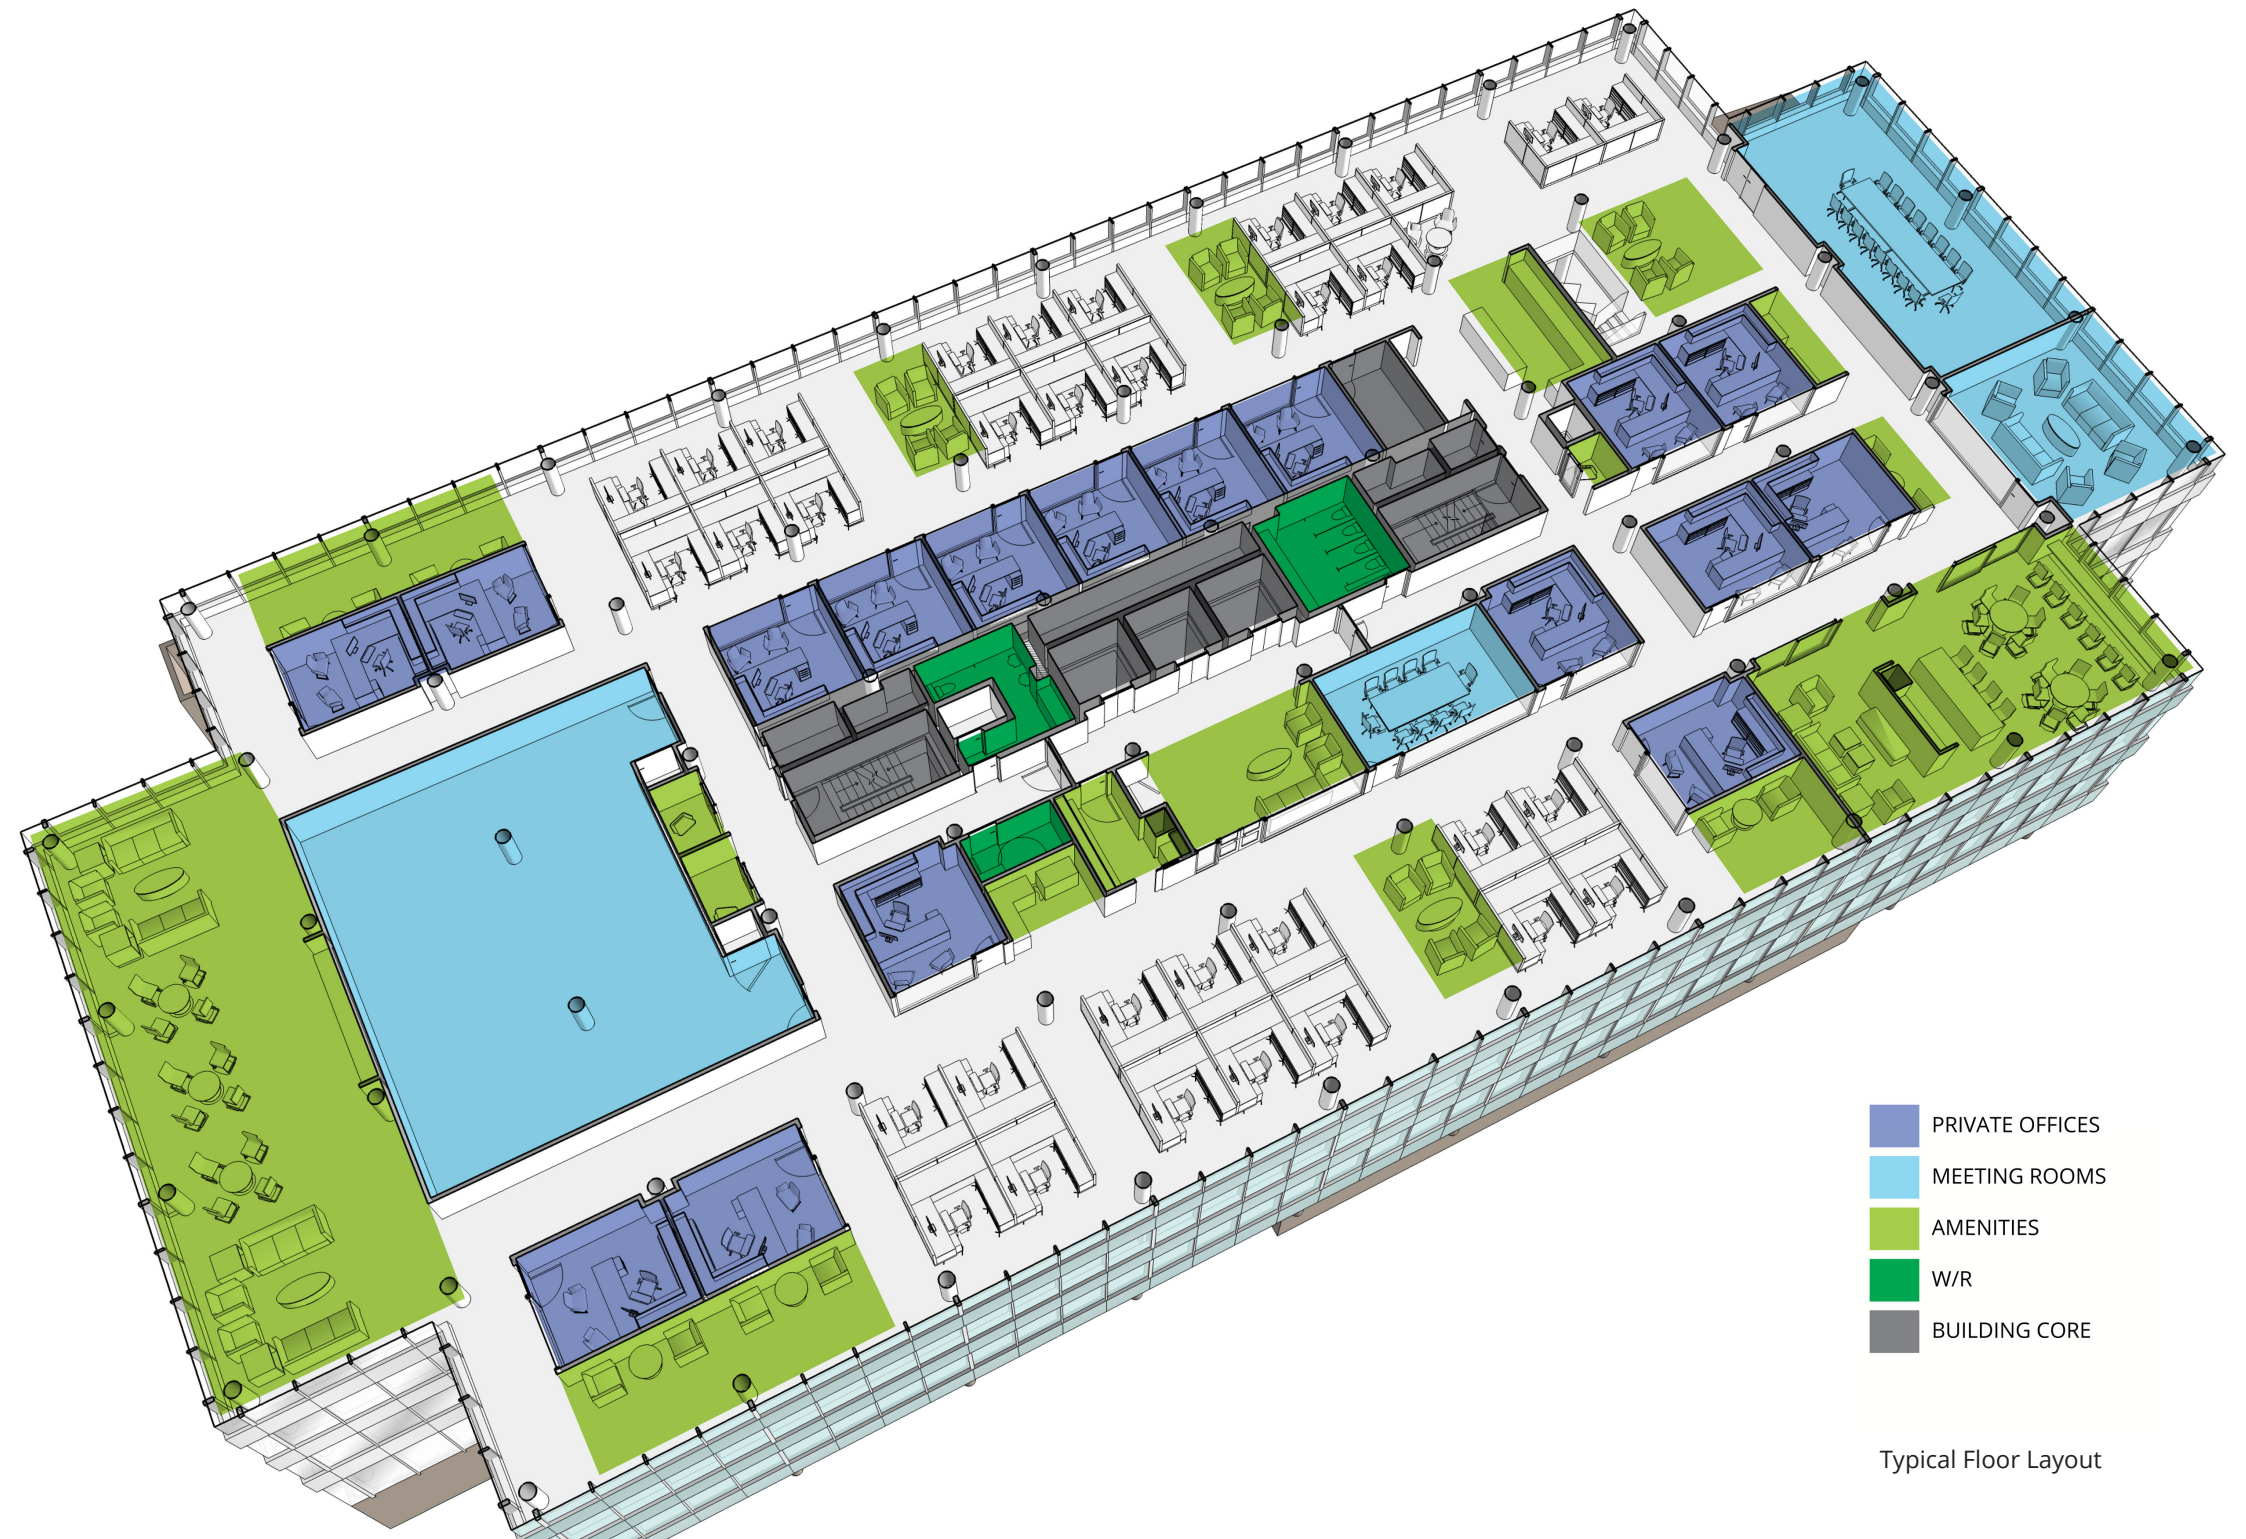 PRIVATE OFFICES
MEETING ROOMS
AMENITIES
W/R
BUILDING CORE
Typical Floor Layout